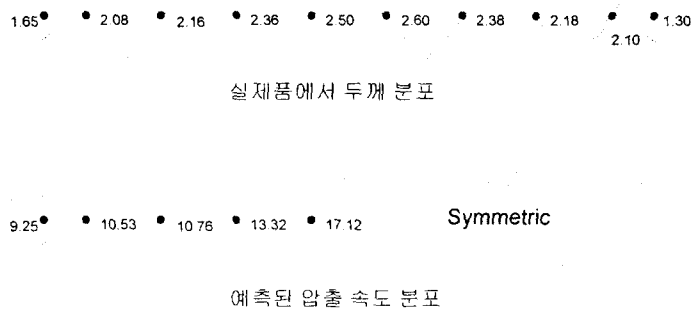 1.65 2.08 2.16 2.36 2.50 2.60 2.38 2.18 2.10 1.30
실제품에서 두께 분포
9.25 10.53 10.76 13.32 17.12 Symmetric
예측된 압출 속도 분포